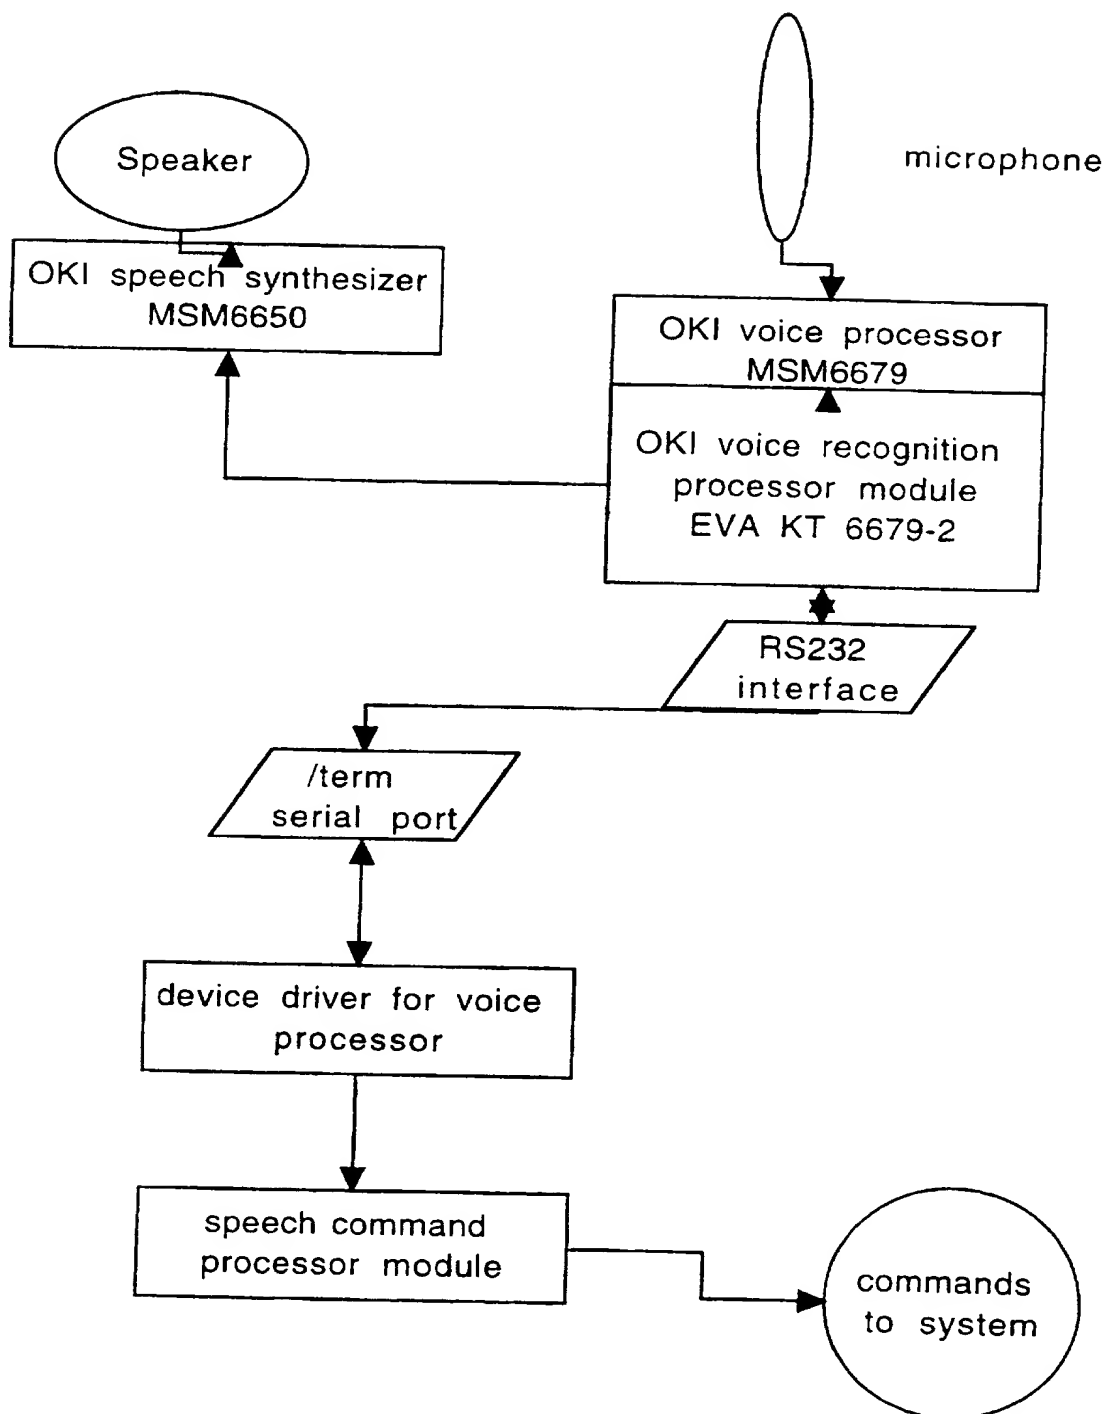 Speaker
microphone
OKI speech synthesizer
MSM6650
OKI voice processor
MSM6679
OKI voice recognition
processor module
EVA KT 6679-2
RS232
interface
/term
serial port
device driver for voice
processor
speech command
processor module
commands
to system